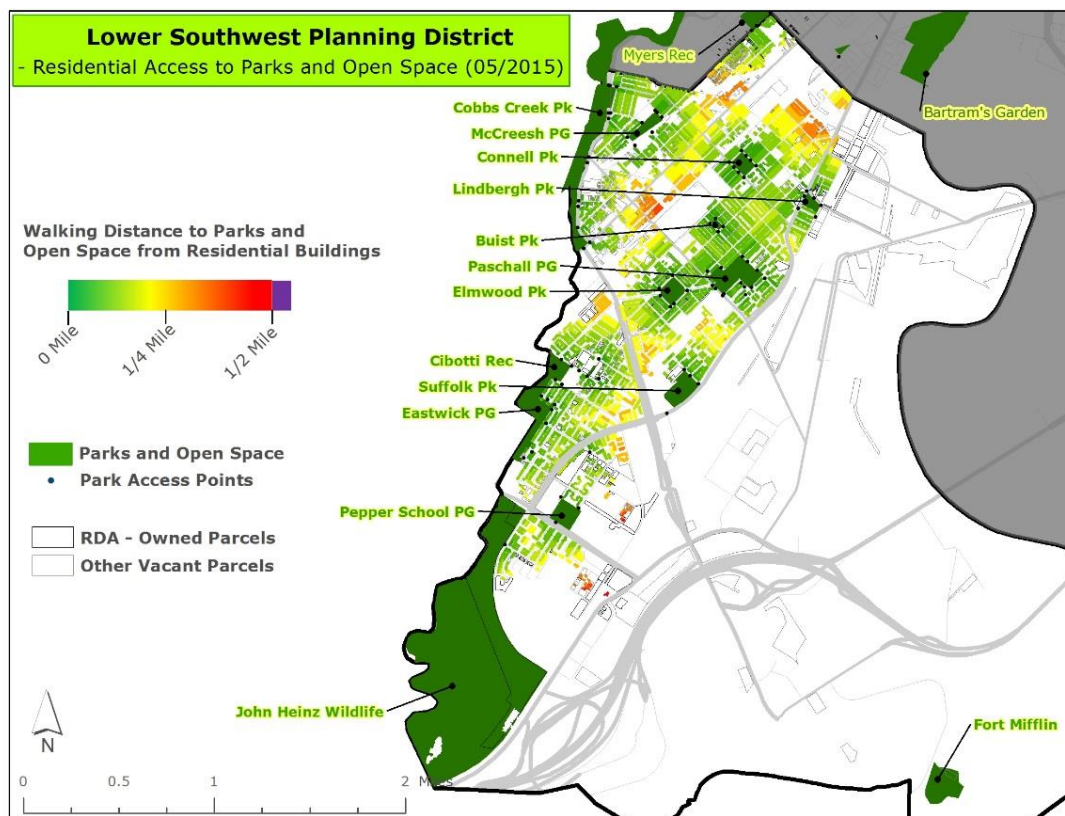 Lower Southwest Planning District
- Residential Access to Parks and Open Space (05/2015)
Myers Rec
Bartram's Garden
Cobbs Creek Pk
McCreesh PG
Connell Pk
Lindbergh Pk
Buist Pk
Paschall PG
Elmwood Pk
Walking Distance to Parks and
Open Space from Residential Buildings
0 Mile
1/4 Mile
1/2 Mile
Cibotti Rec
Suffolk Pk
Eastwick PG
Parks and Open Space
Park Access Points
Pepper School PG
RDA - Owned Parcels
Other Vacant Parcels
John Heinz Wildlife
Fort Mifflin
N
0 0.5 1 2